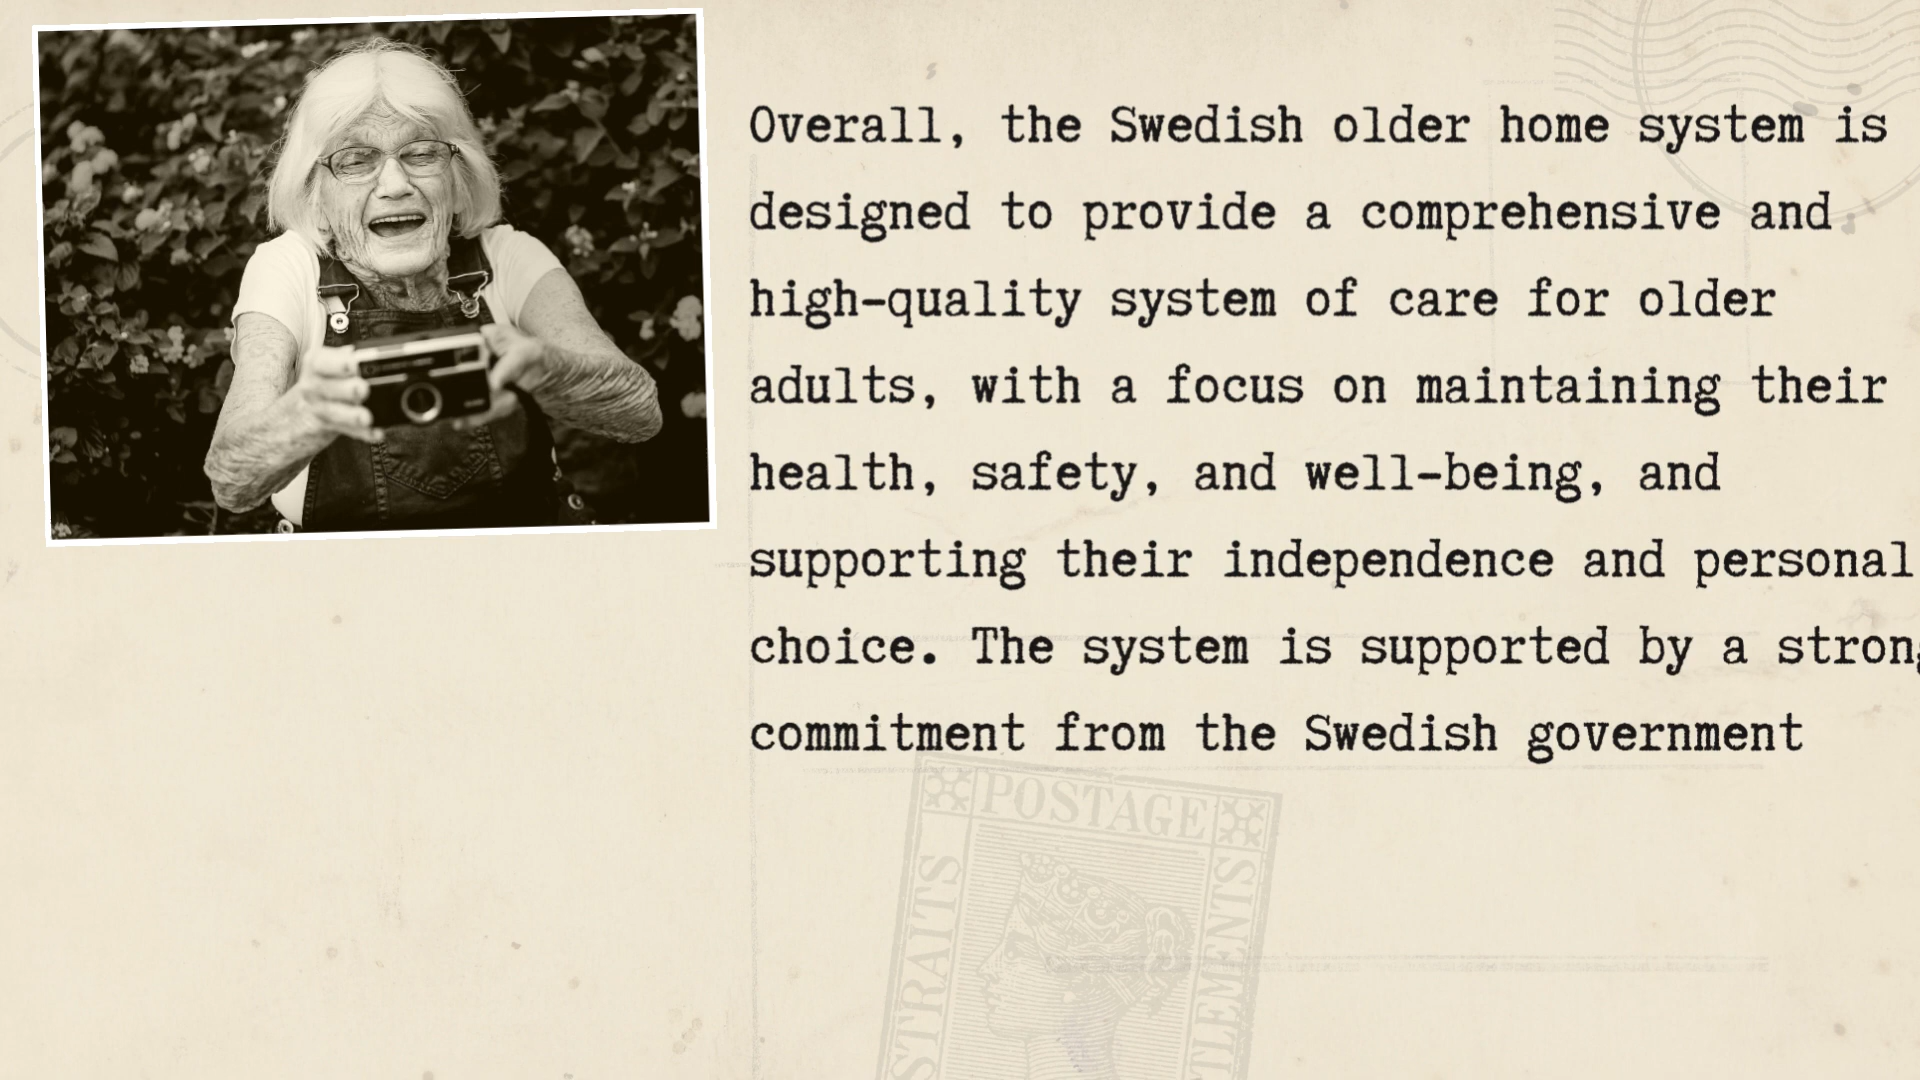 Overall, the Swedish older home system is
designed to provide a comprehensive and
high-quality system of care for older
adults, with a focus on maintaining their
health, safety, and well-being, and
supporting their independence and personal
choice. The system is supported by a strong
commitment from the Swedish government
POSTAGE
STRAITS